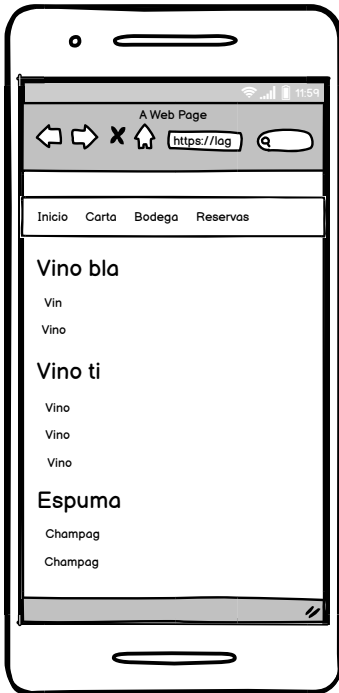 11:59
A Web Page
https://lag
Inicio Carta Bodega Reservas
Vino bla
Vin
Vino
Vino ti
Vino
Vino
Vino
Espuma
Champag
Champag